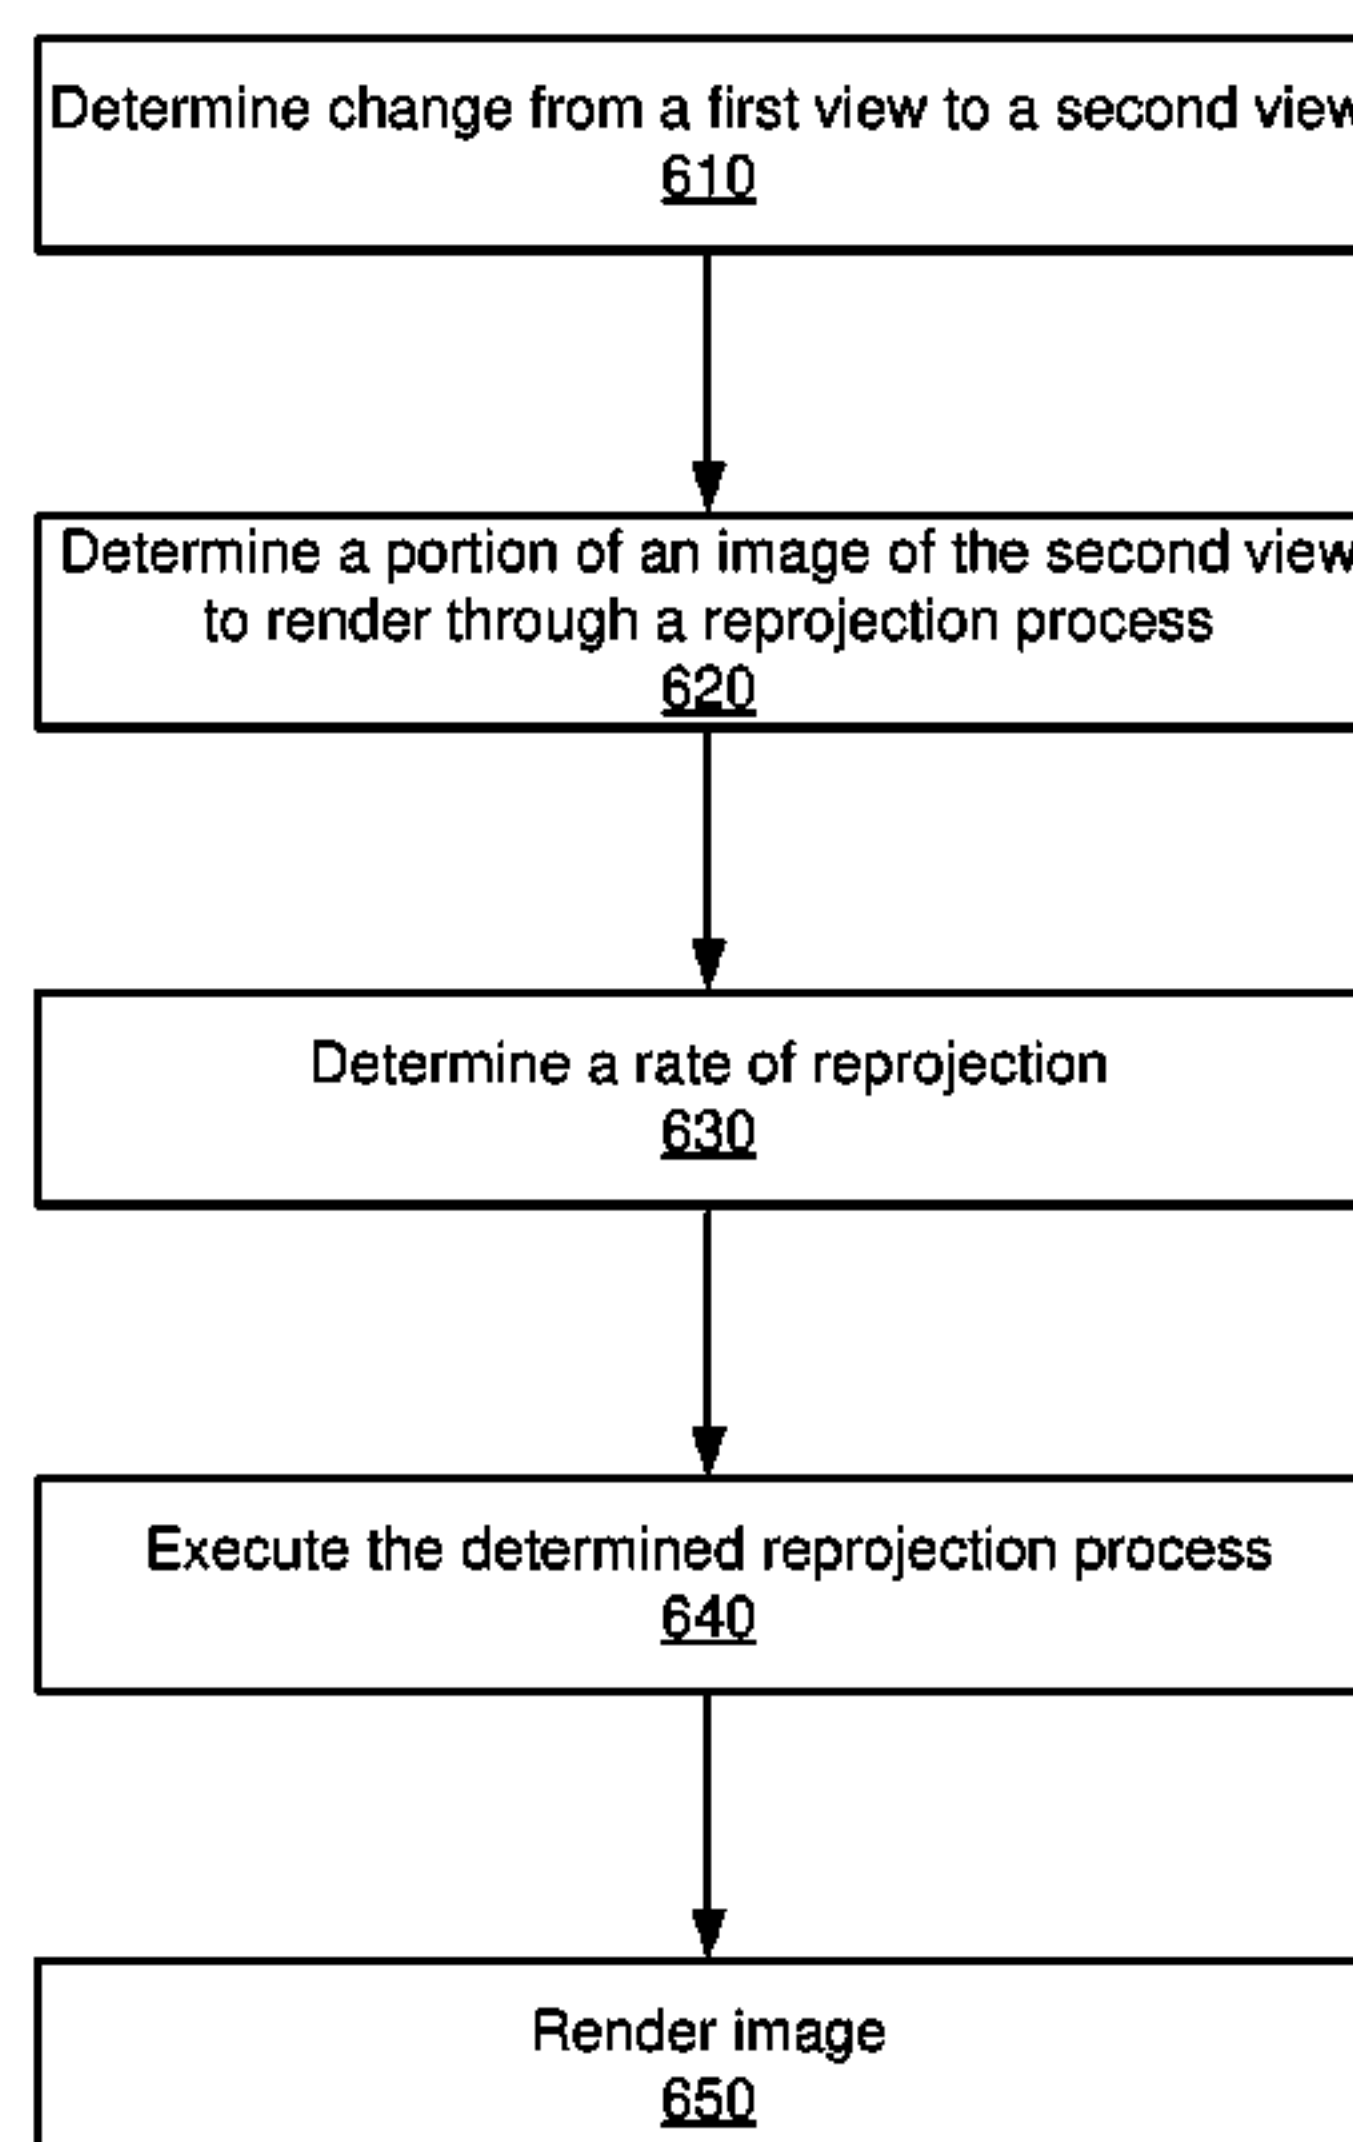 Determine change from a first view to a second view
610
Determine a portion of an image of the second view
to render through a reprojection process
620
Determine a rate of reprojection
630
Execute the determined reprojection process
640
Render image
650